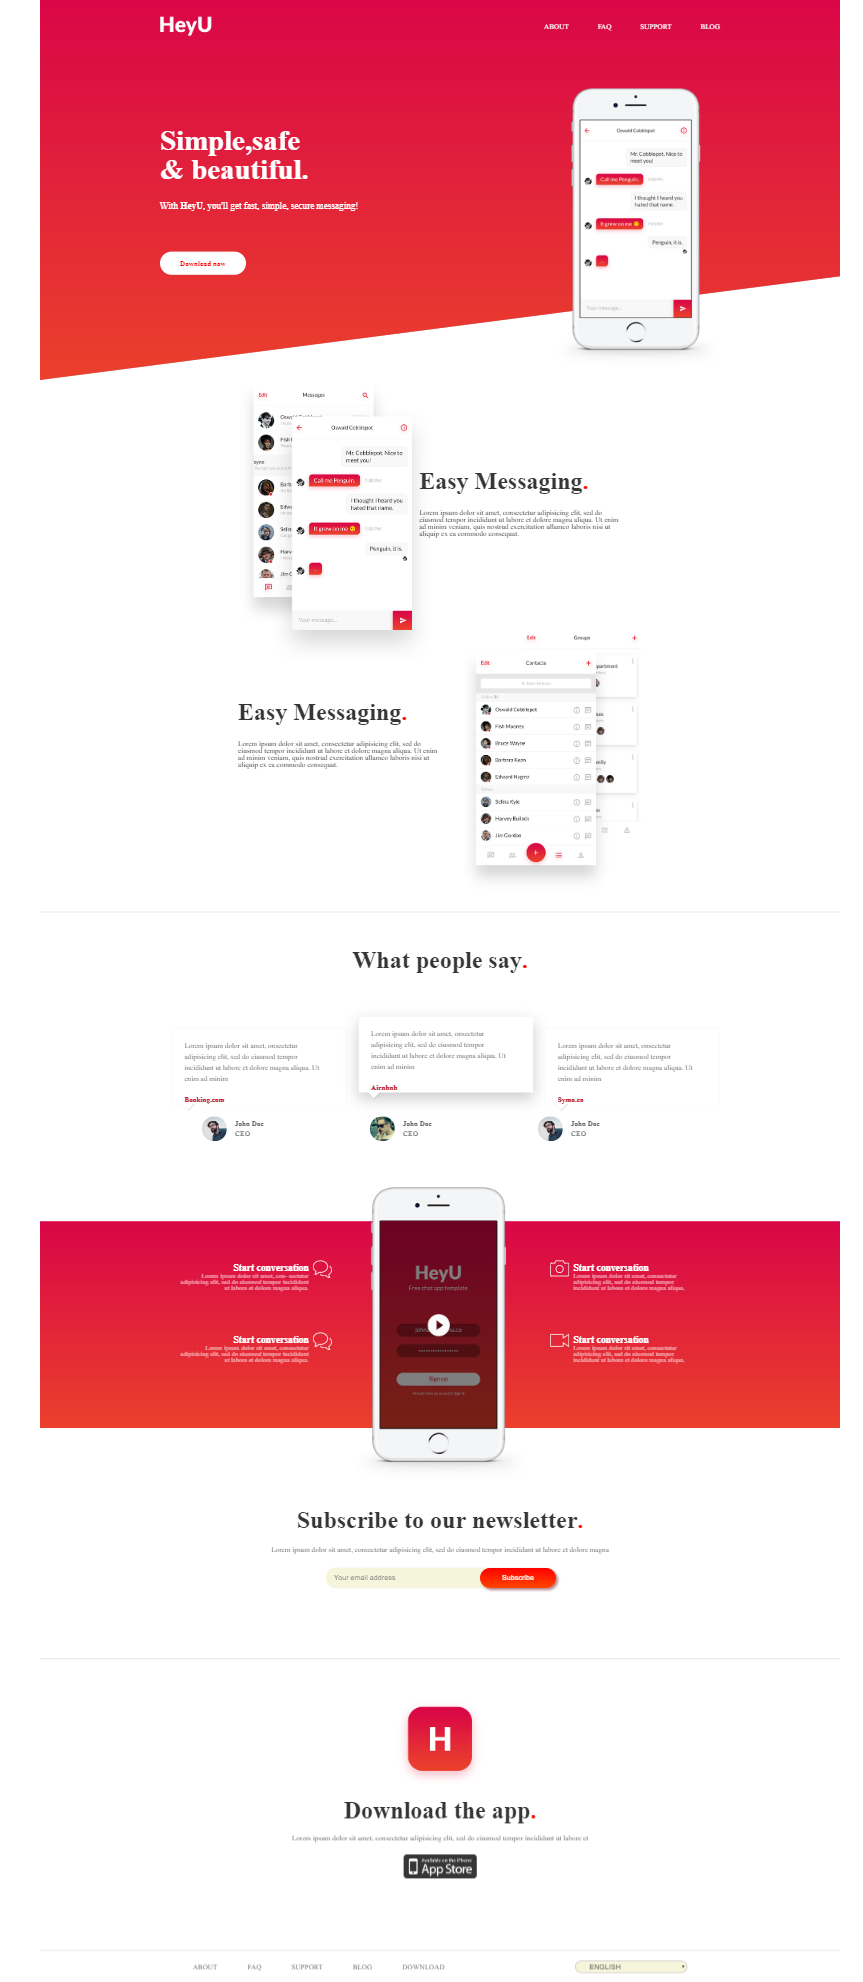 HeyU
ABOUT FAQ SUPPORT BLOG
Simple,safe
& beautiful.
With HeyU, you'll get fast, simple, secure messaging!
Download now
Oswald Cobblepot
Mr. Cobblepot. Nice to
meet you!
Call me Penguin.
I thought I heard you
hated that name.
It grew on me
Penguin, it is.
...
Your message...
Edit Messages
Fish
Barb
Edwa
Selina
Harve
Jim G
Oswald Cobblepot
Mr. Cobblepot. Nice to
meet you!
Call me Penguin.
I thought I heard you
hated that name.
It grew on me
Penguin, it is.
...
Your message...
Easy Messaging.
Lorem ipsum dolor sit amet, consectetur adipisicing elit, sed do
eiusmod tempor incididunt ut labore et dolore magna aliqua. Ut enim
ad minim veniam, quis nostrud exercitation ullamco laboris nisi ut
aliquip ex ea commodo consequat.
Edit Groups +
Edit Contacts +
Oswald Cobblepot
Fish Mooney
Bruce Wayne
Barbara Kean
Edward Nygma
Selina Kyle
Harvey Bullock
Jim Gordon
partment
mily
Easy Messaging.
Lorem ipsum dolor sit amet, consectetur adipisicing elit, sed do
eiusmod tempor incididunt ut labore et dolore magna aliqua. Ut enim
ad minim veniam, quis nostrud exercitation ullamco laboris nisi ut
aliquip ex ea commodo consequat.
What people say.
Lorem ipsum dolor sit amet, onsectetur
adipisicing elit, sed do eiusmod tempor
incididunt ut labore et dolore magna aliqua. Ut
enim ad minim
Booking.com
John Doe
CEO
Lorem ipsum dolor sit amet, onsectetur
adipisicing elit, sed do eiusmod tempor
incididunt ut labore et dolore magna aliqua. Ut
enim ad minim
Airnbnb
John Doe
CEO
Lorem ipsum dolor sit amet, onsectetur
adipisicing elit, sed do eiusmod tempor
incididunt ut labore et dolore magna aliqua. Ut
enim ad minim
Symu.co
John Doe
CEO
Start conversation
Lorem ipsum dolor sit amet, con- sectetur
adipisicing elit, sed do eiusmod tempor incididunt
ut labore et dolore magna aliqua.
Start conversation
Lorem ipsum dolor sit amet, consectetur
adipisicing elit, sed do eiusmod tempor incididunt
ut labore et dolore magna aliqua.
HeyU
Free chat app template
Sign up
Start conversation
Lorem ipsum dolor sit amet, consectetur
adipisicing elit, sed do eiusmod tempor
incididunt ut labore et dolore magna aliqua.
Start conversation
Lorem ipsum dolor sit amet, consectetur
adipisicing elit, sed do eiusmod tempor
incididunt ut labore et dolore magna aliqua.
Subscribe to our newsletter.
Lorem ipsum dolor sit amet, consectetur adipisicing elit, sed do eiusmod tempor incididunt ut labore et dolore magna
Your email address
Subscribe
H
Download the app.
Lorem ipsum dolor sit amet, consectetur adipisicing elit, sed do eiusmod tempor incididunt ut labore et
Available on the iPhone
App Store
ABOUT FAQ SUPPORT BLOG DOWNLOAD
ENGLISH